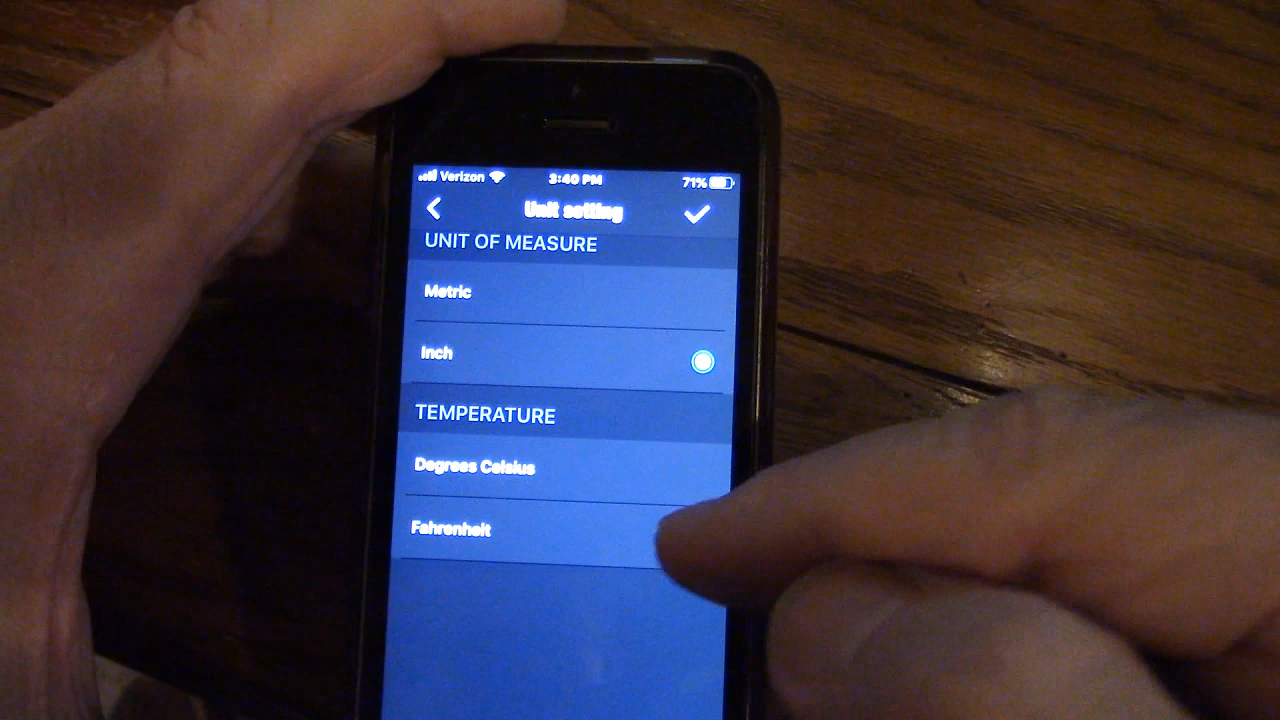 Verizon 3:40 PM 71%
Unit setting
UNIT OF MEASURE
Metric
Inch
TEMPERATURE
Degrees Celsius
Fahrenheit